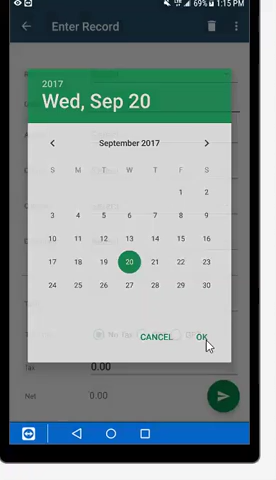 69% 1:15 PM
Enter Record
2017
Wed, Sep 20
September 2017
S M T W T F S
1 2
3 4 5 6 7 8 9
10 11 12 13 14 15 16
17 18 19 20 21 22 23
24 25 26 27 28 29 30
CANCEL OK
Tax 0.00
Net 0.00